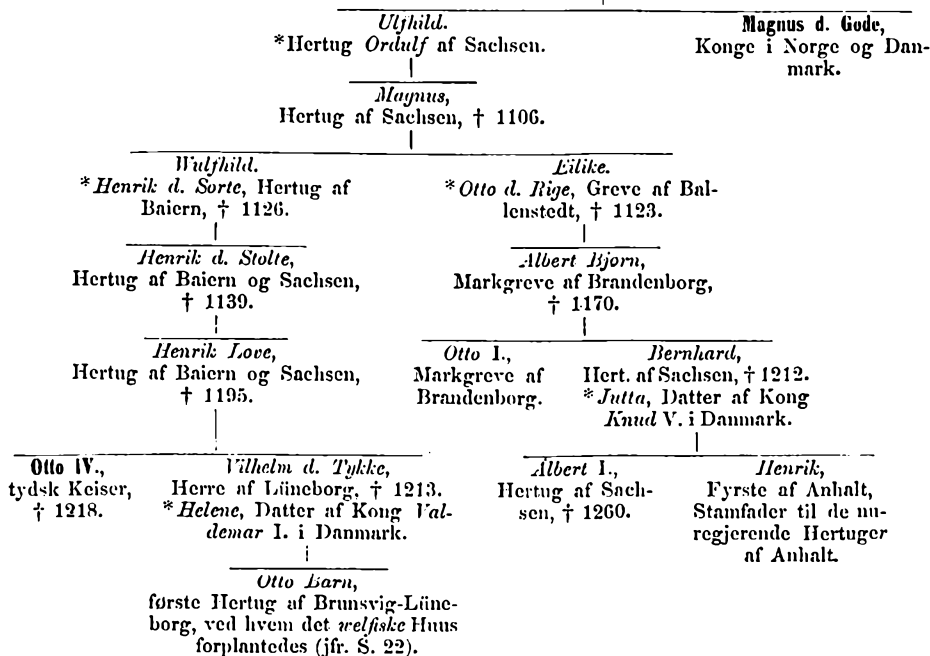 Ulfhild.
*Hertug Ordulf af Sachsen.
Magnus d. Gode,
Konge i Norge og Dan-
mark.
Magnus,
Hertug af Sachsen, † 1106.
Wulfhild.
*Henrik d. Sorte, Hertug af
Baiern, † 1126.
Eilike.
*Otto d. Rige, Greve af Bal-
lenstedt, † 1123.
Henrik d. Stolte,
Hertug af Baiern og Sachsen,
† 1139.
Albert Bjørn,
Markgreve af Brandenborg,
† 1170.
Henrik Love,
Hertug af Baiern og Sachsen,
† 1195.
Otto I.,
Markgreve af
Brandenborg.
Bernhard,
Hert. af Sachsen, † 1212.
*Jutta, Datter af Kong
Knud V. i Danmark.
Otto IV.,
tydsk Keiser,
† 1218.
Vilhelm d. Tykke,
Herre af Lüneborg, † 1213.
*Helene, Datter af Kong Val-
demar I. i Danmark.
Albert I.,
Hertug af Sach-
sen, † 1260.
Henrik,
Fyrste af Anhalt,
Stamfader til de nu-
regjerende Hertuger
af Anhalt.
Otto Barn,
første Hertug af Brunsvig-Lüne-
borg, ved hvem det welfiske Huus
forplantedes (jfr. S. 22).